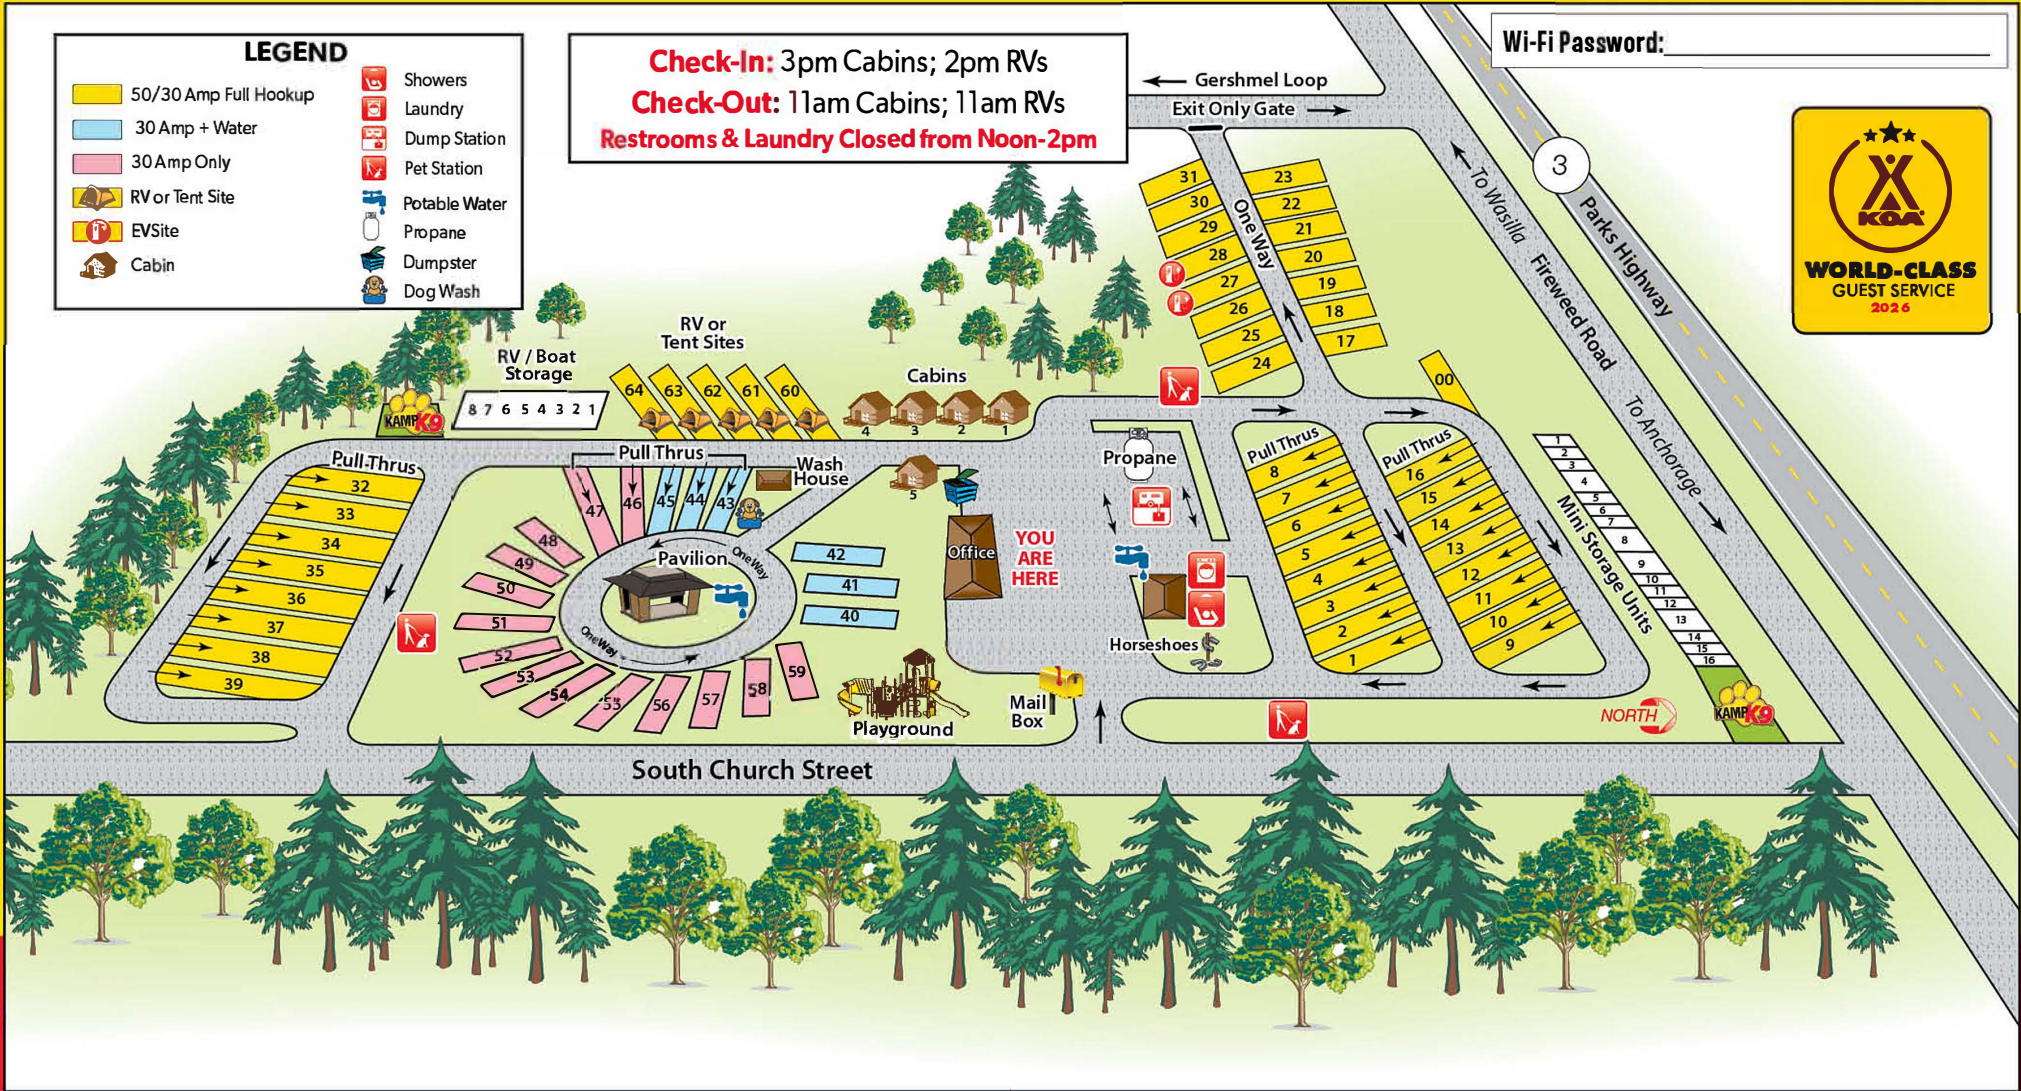 LEGEND
50/30 Amp Full Hookup
30 Amp + Water
30 Amp Only
RV or Tent Site
EVSite
Cabin
Showers
Laundry
Dump Station
Pet Station
Potable Water
Propane
Dumpster
Dog Wash
Check-In: 3pm Cabins; 2pm RVs
Check-Out: 11am Cabins; 11am RVs
Restrooms & Laundry Closed from Noon-2pm
Wi-Fi Password:
Gershmel Loop
Exit Only Gate
3
Parks Highway
To Wasilla
Fireweed Road
To Anchorage
KOA
WORLD-CLASS
GUEST SERVICE
2026
31
30
29
28
27
26
25
24
One Way
23
22
21
20
19
18
17
00
RV or
Tent Sites
64
63
62
61
60
RV / Boat
Storage
8 7 6 5 4 3 2 1
KAMP K9
Cabins
4
3
2
1
5
Pull Thrus
32
33
34
35
36
37
38
39
Pull Thrus
47
46
45
44
43
Wash
House
48
49
50
51
52
53
54
55
56
57
58
59
42
41
40
Pavilion
One Way
One Way
Office
YOU
ARE
HERE
Propane
Horseshoes
Mail
Box
Playground
Pull Thrus
8
7
6
5
4
3
2
1
Pull Thrus
16
15
14
13
12
11
10
9
Mini Storage Units
1
2
3
4
5
6
7
8
9
10
11
12
13
14
15
16
NORTH
KAMP K9
South Church Street